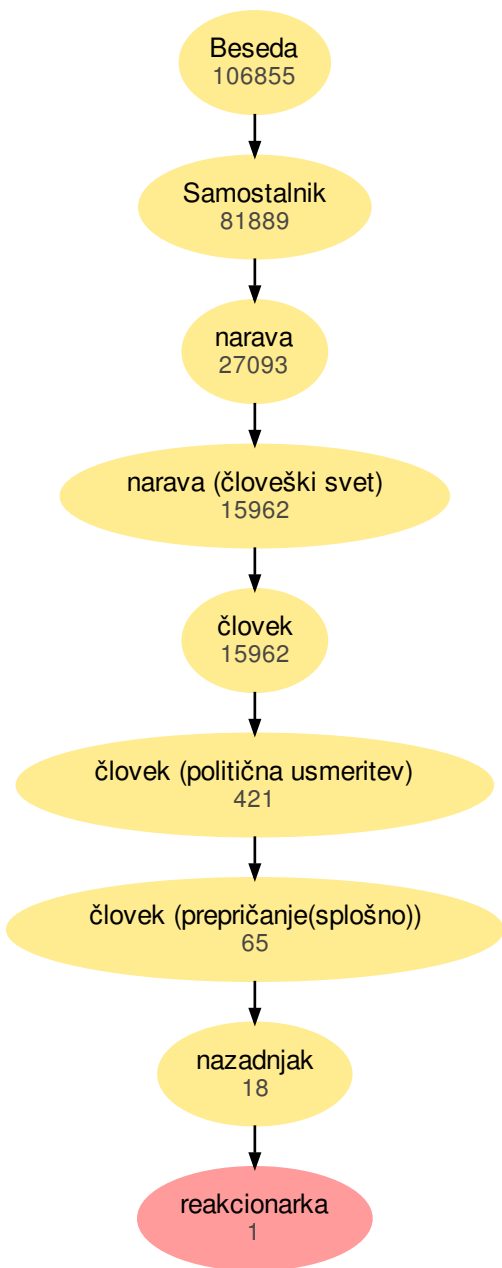 Beseda
106855
Samostalnik
81889
narava
27093
narava (človeški svet)
15962
človek
15962
človek (politična usmeritev)
421
človek (prepričanje(splošno))
65
nazadnjak
18
reakcionarka
1